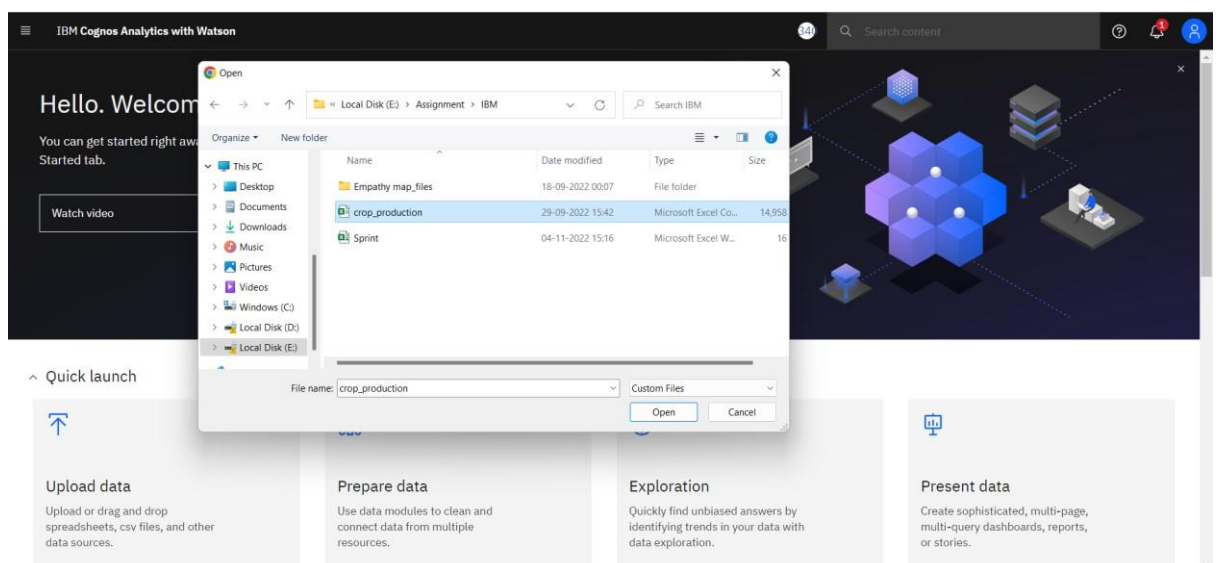 IBM Cognos Analytics with Watson
Search content
1
Open
Hello. Welcom
« Local Disk (E:) > Assignment > IBM
Search IBM
You can get started right awa
Started tab.
Organize
New folder
Name
Date modified
Type
Size
This PC
Desktop
Empathy map_files
18-09-2022 00:07
File folder
Watch video
Documents
crop_production
29-09-2022 15:42
Microsoft Excel Co...
14,958
Downloads
Sprint
04-11-2022 15:16
Microsoft Excel W...
16
Music
Pictures
Videos
Windows (C:)
Local Disk (D:)
Local Disk (E:)
Quick launch
File name:
crop_production
Custom Files
Open
Cancel
Upload data
Upload or drag and drop
spreadsheets, csv files, and other
data sources.
Prepare data
Use data modules to clean and
connect data from multiple
resources.
Exploration
Quickly find unbiased answers by
identifying trends in your data with
data exploration.
Present data
Create sophisticated, multi-page,
multi-query dashboards, reports,
or stories.